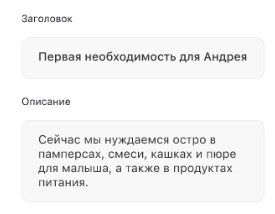 Заголовок
Первая необходимость для Андрея
Описание
Сейчас мы нуждаемся остро в
памперсах, смеси, кашках и пюре
для малыша, а также в продуктах
питания.